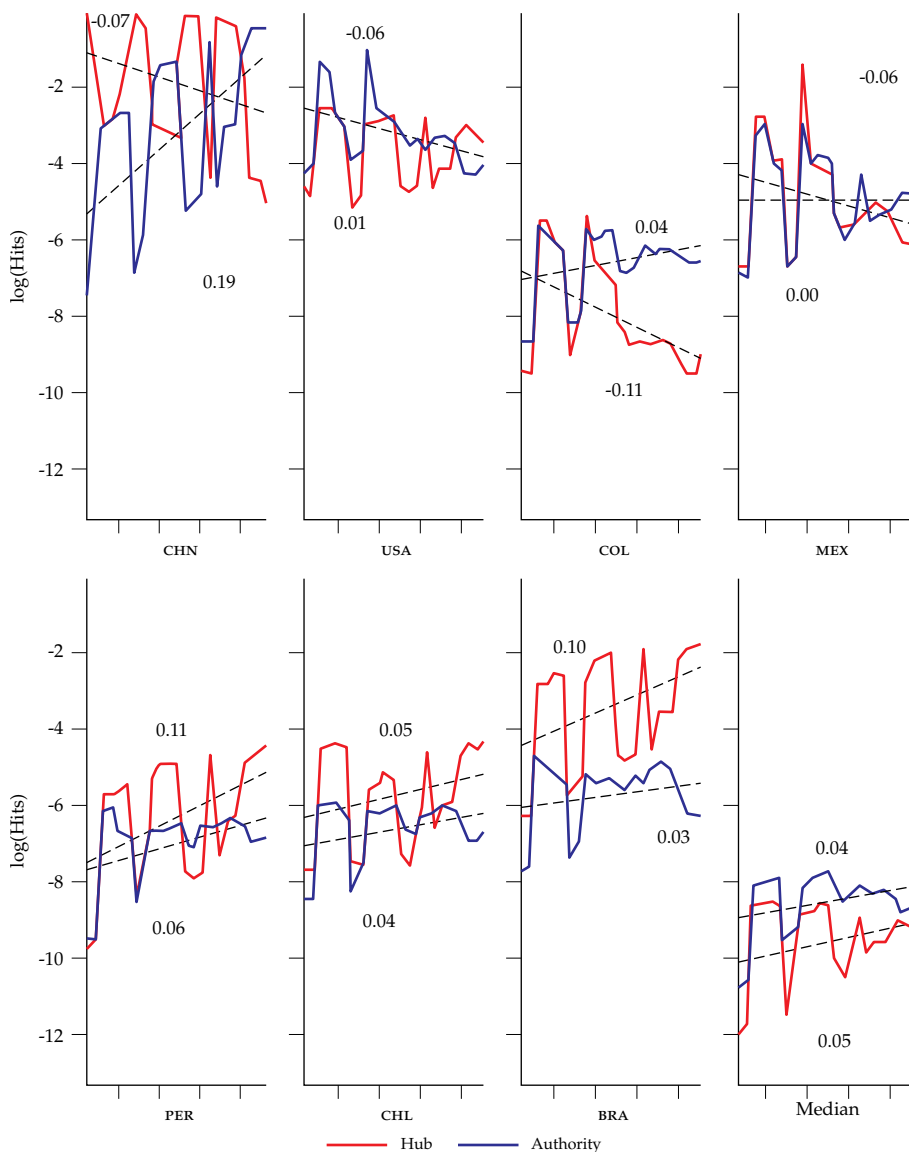 -0.07
-0.06
-0.06
-2
-4
0.01
0.04
-6
log(Hits)
0.19
0.00
-8
-0.11
-10
-12
CHN
USA
COL
MEX
-2
0.10
-4
0.11
0.05
-6
log(Hits)
0.03
0.04
-8
0.06
0.04
-10
0.05
-12
PER
CHL
BRA
Median
Hub
Authority